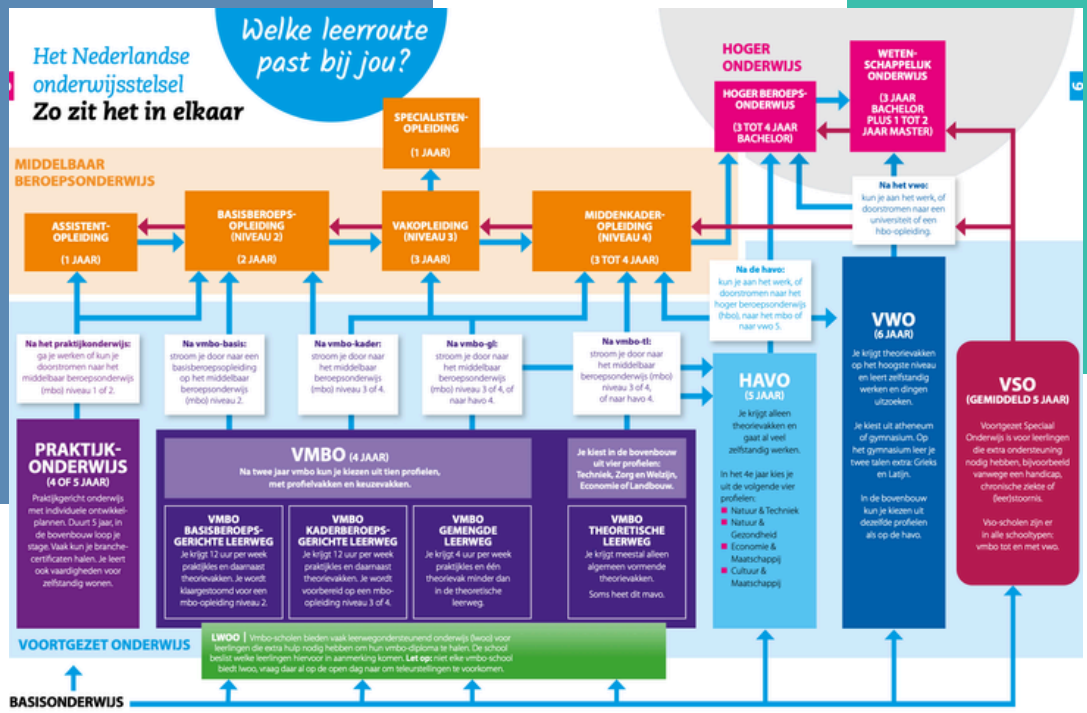 Het Nederlandse
onderwijsstelsel
Zo zit het in elkaar
Welke leerroute
past bij jou?
HOGER
ONDERWIJS
HOGER BEROEPS-
ONDERWIJS
(3 TOT 4 JAAR
BACHELOR)
WETEN-
SCHAPPELIJK
ONDERWIJS
(3 JAAR
BACHELOR
PLUS 1 TOT 2
JAAR MASTER)
MIDDELBAAR
BEROEPSONDERWIJS
SPECIALISTEN-
OPLEIDING
(1 JAAR)
ASSISTENT-
OPLEIDING
(1 JAAR)
BASISBEROEPS-
OPLEIDING
(NIVEAU 2)
(2 JAAR)
VAKOPLEIDING
(NIVEAU 3)
(3 JAAR)
MIDDENKADER-
OPLEIDING
(NIVEAU 4)
(3 TOT 4 JAAR)
Na het vwo:
kun je aan het werk, of
doorstromen naar een
universiteit of een
hbo-opleiding.
Na de havo:
kun je aan het werk, of
doorstromen naar het
hoger beroepsonderwijs
(hbo), naar het mbo of
naar vwo 5.
Na het praktijkonderwijs:
ga je werken of kun je
doorstromen naar het
middelbaar beroepsonderwijs
(mbo) niveau 1 of 2.
Na vmbo-basis:
stroom je door naar een
basisberoepsopleiding
op het middelbaar
beroepsonderwijs
(mbo) niveau 2.
Na vmbo-kader:
stroom je door naar
het middelbaar
beroepsonderwijs
(mbo) niveau 3 of 4.
Na vmbo-gl:
stroom je door naar
het middelbaar
beroepsonderwijs
(mbo) niveau 3 of 4, of
naar havo 4.
Na vmbo-tl:
stroom je door naar
het middelbaar
beroepsonderwijs (mbo)
niveau 3 of 4,
of naar havo 4.
PRAKTIJK-
ONDERWIJS
(4 OF 5 JAAR)
Praktijkgericht onderwijs
met individuele ontwikkel-
plannen. Duurt 5 jaar, in
de bovenbouw loop je
stage. Vaak kun je branche-
certificaten halen. Je leert
ook vaardigheden voor
zelfstandig wonen.
VMBO (4 JAAR)
Na twee jaar vmbo kun je kiezen uit tien profielen,
met profielvakken en keuzevakken.
Je kiest in de bovenbouw
uit vier profielen:
Techniek, Zorg en Welzijn,
Economie of Landbouw.
VMBO
BASISBEROEPS-
GERICHTE LEERWEG
Je krijgt 12 uur per week
praktijkles en daarnaast
theorievakken. Je wordt
klaargestoomd voor een
mbo-opleiding niveau 2.
VMBO
KADERBEROEPS-
GERICHTE LEERWEG
Je krijgt 12 uur per week
praktijkles en daarnaast
theorievakken. Je wordt
voorbereid op een mbo-
opleiding niveau 3 of 4.
VMBO
GEMENGDE
LEERWEG
Je krijgt 4 uur per week
praktijkles en één
theorievak minder dan
in de theoretische
leerweg.
VMBO
THEORETISCHE
LEERWEG
Je krijgt meestal alleen
algemeen vormende
theorievakken.
Soms heet dit mavo.
HAVO
(5 JAAR)
Je krijgt alleen
theorievakken en
gaat al veel
zelfstandig werken.
In het 4e jaar kies je
uit de volgende vier
profielen:
Natuur & Techniek
Natuur &
Gezondheid
Economie &
Maatschappij
Cultuur &
Maatschappij
VWO
(6 JAAR)
Je krijgt theorievakken
op het hoogste niveau
en leert zelfstandig
werken en dingen
uitzoeken.
Je kiest uit atheneum
of gymnasium. Op
het gymnasium leer je
twee talen extra: Grieks
en Latijn.
In de bovenbouw
kun je kiezen uit
dezelfde profielen
als op de havo.
VSO
(GEMIDDELD 5 JAAR)
Voortgezet Speciaal
Onderwijs is voor leerlingen
die extra ondersteuning
nodig hebben, bijvoorbeeld
vanwege een handicap,
chronische ziekte of
(leer)stoornis.
Vso-scholen zijn er
in alle schooltypen:
vmbo tot en met vwo.
VOORTGEZET ONDERWIJS
LWOO | Vmbo-scholen bieden vaak leerwegondersteunend onderwijs (lwoo) voor
leerlingen die extra hulp nodig hebben om hun vmbo-diploma te halen. De school
beslist welke leerlingen hiervoor in aanmerking komen. Let op: niet elke vmbo-school
biedt lwoo, vraag daar al op de open dag naar om teleurstellingen te voorkomen.
BASISONDERWIJS